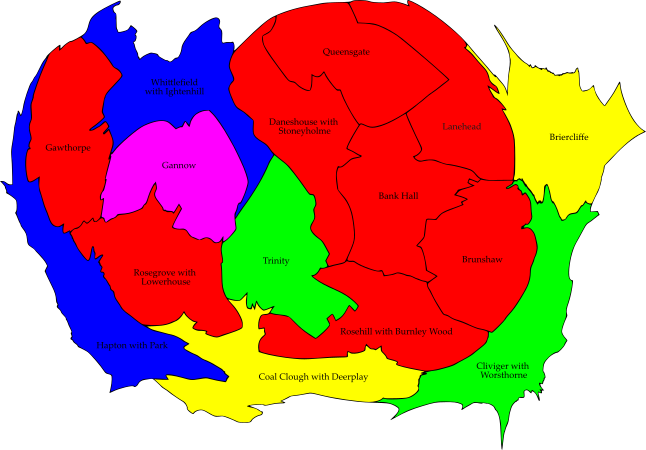 Queensgate
Whittlefield
with Ightenhill
Daneshouse with
Stoneyholme
Lanehead
Briercliffe
Gawthorpe
Gannow
Bank Hall
Trinity
Brunshaw
Rosegrove with
Lowerhouse
Rosehill with Burnley Wood
Hapton with Park
Coal Clough with Deerplay
Cliviger with
Worsthorne